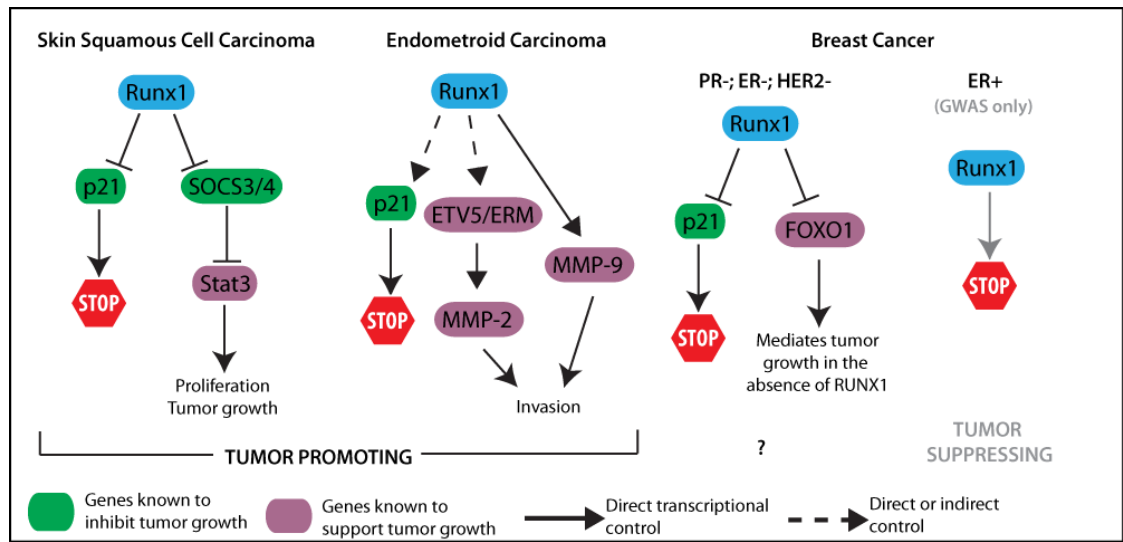 Skin Squamous Cell Carcinoma
Runx1
p21
SOCS3/4
STOP
Stat3
Proliferation
Tumor growth
Endometroid Carcinoma
Runx1
p21
ETV5/ERM
MMP-9
STOP
MMP-2
Invasion
TUMOR PROMOTING
Breast Cancer
PR-; ER-; HER2-
Runx1
p21
FOXO1
STOP
Mediates tumor
growth in the
absence of RUNX1
?
ER+
(GWAS only)
Runx1
STOP
TUMOR
SUPPRESSING
Genes known to
inhibit tumor growth
Genes known to
support tumor growth
Direct transcriptional
control
Direct or indirect
control